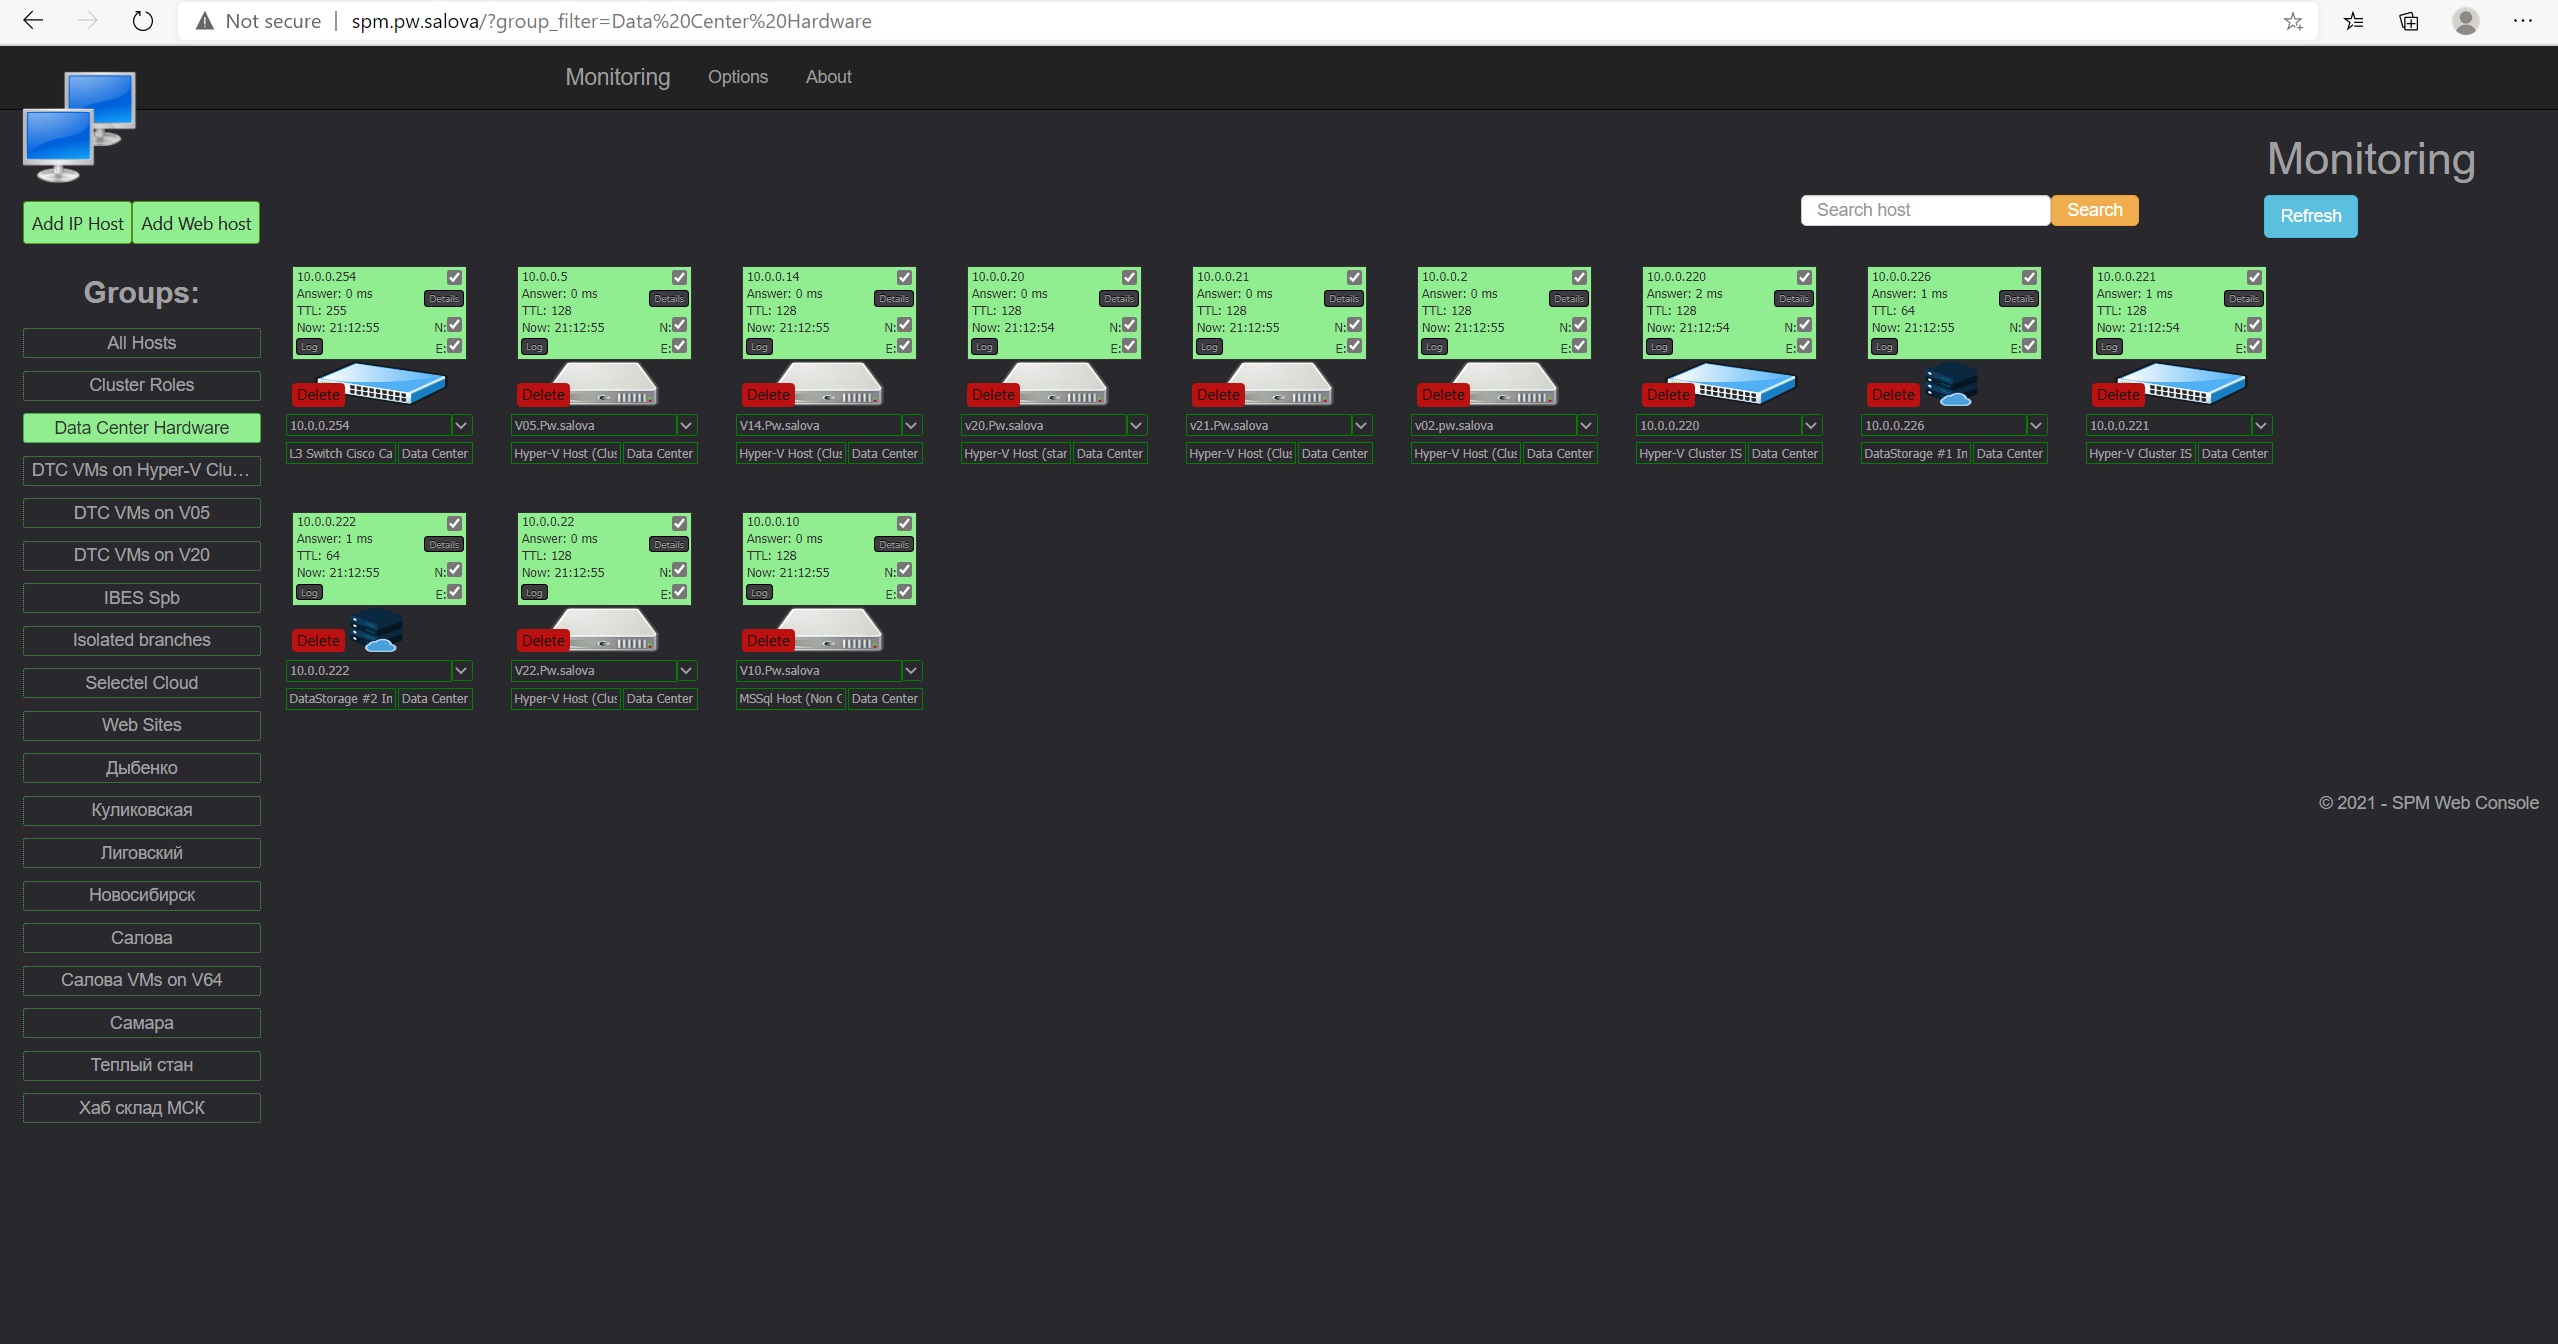 Not secure | spm.pw.salova/?group_filter=Data%20Center%20Hardware
Monitoring Options About
Monitoring
Add IP Host Add Web host
Search host Search
Refresh
Groups:
All Hosts
Cluster Roles
Data Center Hardware
DTC VMs on Hyper-V Clu...
DTC VMs on V05
DTC VMs on V20
IBES Spb
Isolated branches
Selectel Cloud
Web Sites
Дыбенко
Куликовская
Лиговский
Новосибирск
Салова
Салова VMs on V64
Самара
Теплый стан
Хаб склад МСК
10.0.0.254
Answer: 0 ms Details
TTL: 255
Now: 21:12:55 N:
Log E:
Delete
10.0.0.254
L3 Switch Cisco Ca Data Center
10.0.0.5
Answer: 0 ms Details
TTL: 128
Now: 21:12:55 N:
Log E:
Delete
V05.Pw.salova
Hyper-V Host (Clus Data Center
10.0.0.14
Answer: 0 ms Details
TTL: 128
Now: 21:12:55 N:
Log E:
Delete
V14.Pw.salova
Hyper-V Host (Clus Data Center
10.0.0.20
Answer: 0 ms Details
TTL: 128
Now: 21:12:54 N:
Log E:
Delete
v20.Pw.salova
Hyper-V Host (star Data Center
10.0.0.21
Answer: 0 ms Details
TTL: 128
Now: 21:12:55 N:
Log E:
Delete
v21.Pw.salova
Hyper-V Host (Clus Data Center
10.0.0.2
Answer: 0 ms Details
TTL: 128
Now: 21:12:55 N:
Log E:
Delete
v02.pw.salova
Hyper-V Host (Clus Data Center
10.0.0.220
Answer: 2 ms Details
TTL: 128
Now: 21:12:54 N:
Log E:
Delete
10.0.0.220
Hyper-V Cluster IS Data Center
10.0.0.226
Answer: 1 ms Details
TTL: 64
Now: 21:12:55 N:
Log E:
Delete
10.0.0.226
DataStorage #1 In Data Center
10.0.0.221
Answer: 1 ms Details
TTL: 128
Now: 21:12:54 N:
Log E:
Delete
10.0.0.221
Hyper-V Cluster IS Data Center
10.0.0.222
Answer: 1 ms Details
TTL: 64
Now: 21:12:55 N:
Log E:
Delete
10.0.0.222
DataStorage #2 In Data Center
10.0.0.22
Answer: 0 ms Details
TTL: 128
Now: 21:12:55 N:
Log E:
Delete
V22.Pw.salova
Hyper-V Host (Clus Data Center
10.0.0.10
Answer: 0 ms Details
TTL: 128
Now: 21:12:55 N:
Log E:
Delete
V10.Pw.salova
MSSql Host (Non C Data Center
© 2021 - SPM Web Console